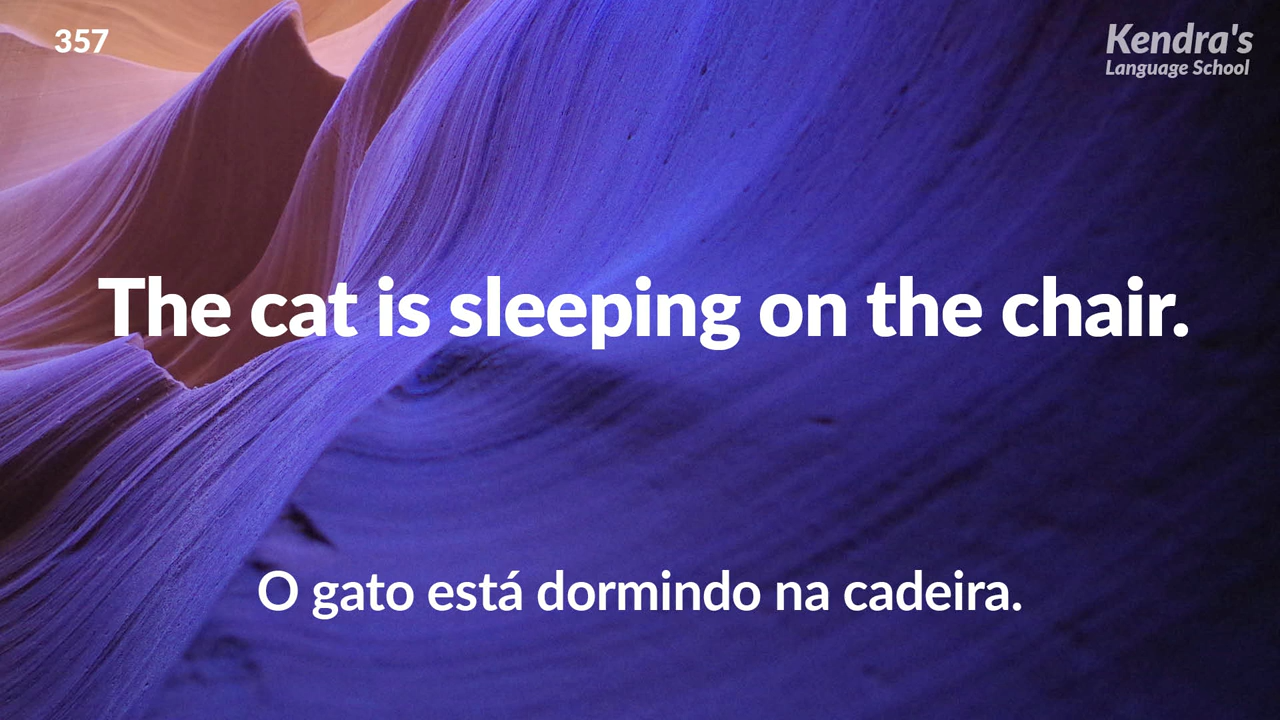 357
Kendra's
Language School
The cat is sleeping on the chair.
O gato está dormindo na cadeira.